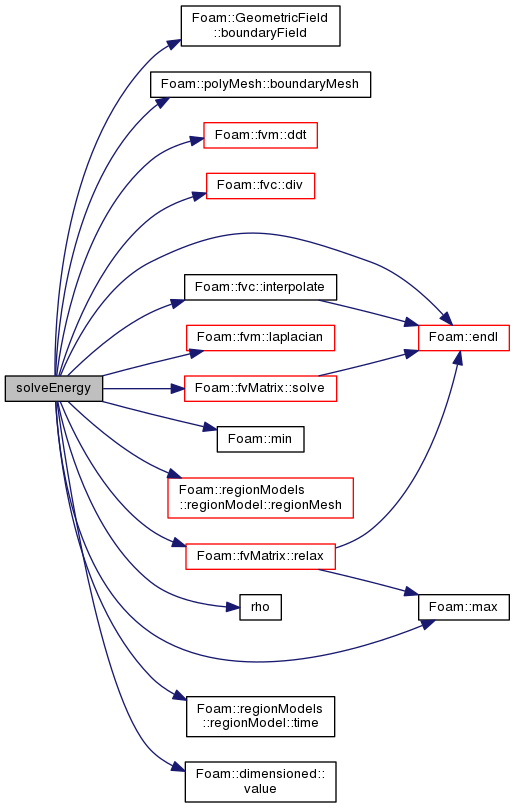 Foam::GeometricField
::boundaryField
Foam::polyMesh::boundaryMesh
Foam::fvm::ddt
Foam::fvc::div
Foam::fvc::interpolate
Foam::endl
Foam::fvm::laplacian
solveEnergy
Foam::fvMatrix::solve
Foam::min
Foam::regionModels
::regionModel::regionMesh
Foam::fvMatrix::relax
rho
Foam::max
Foam::regionModels
::regionModel::time
Foam::dimensioned::
value